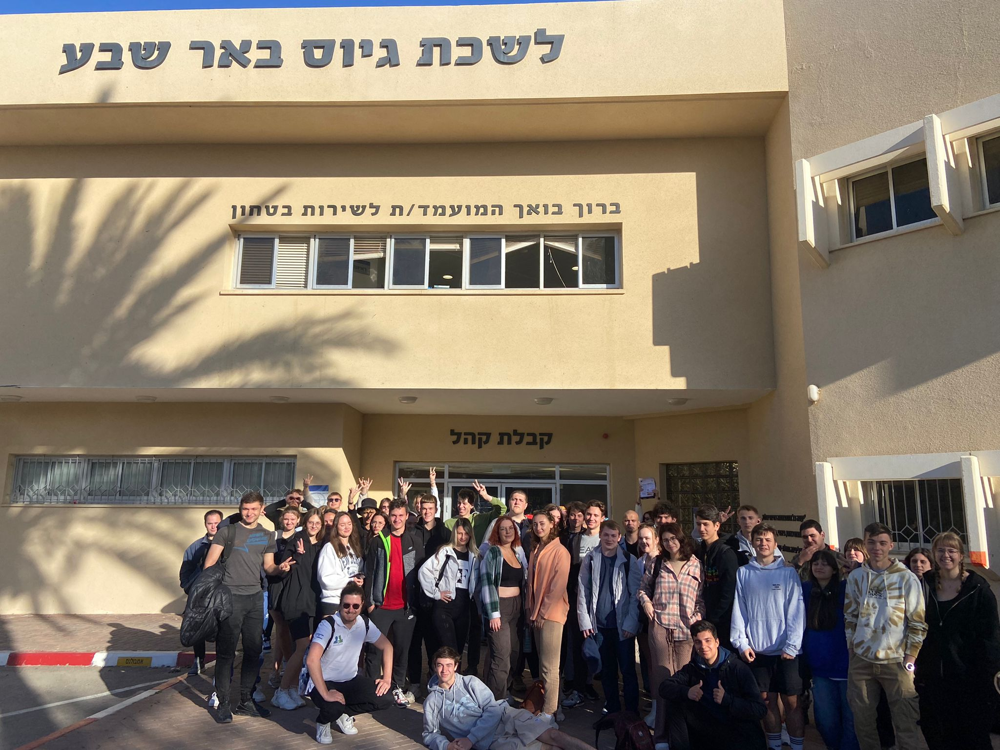 לשכת גיוס באר שבע
ברוך בואך המועמד/ת לשירות בטחון
קבלת קהל
אמבולנס